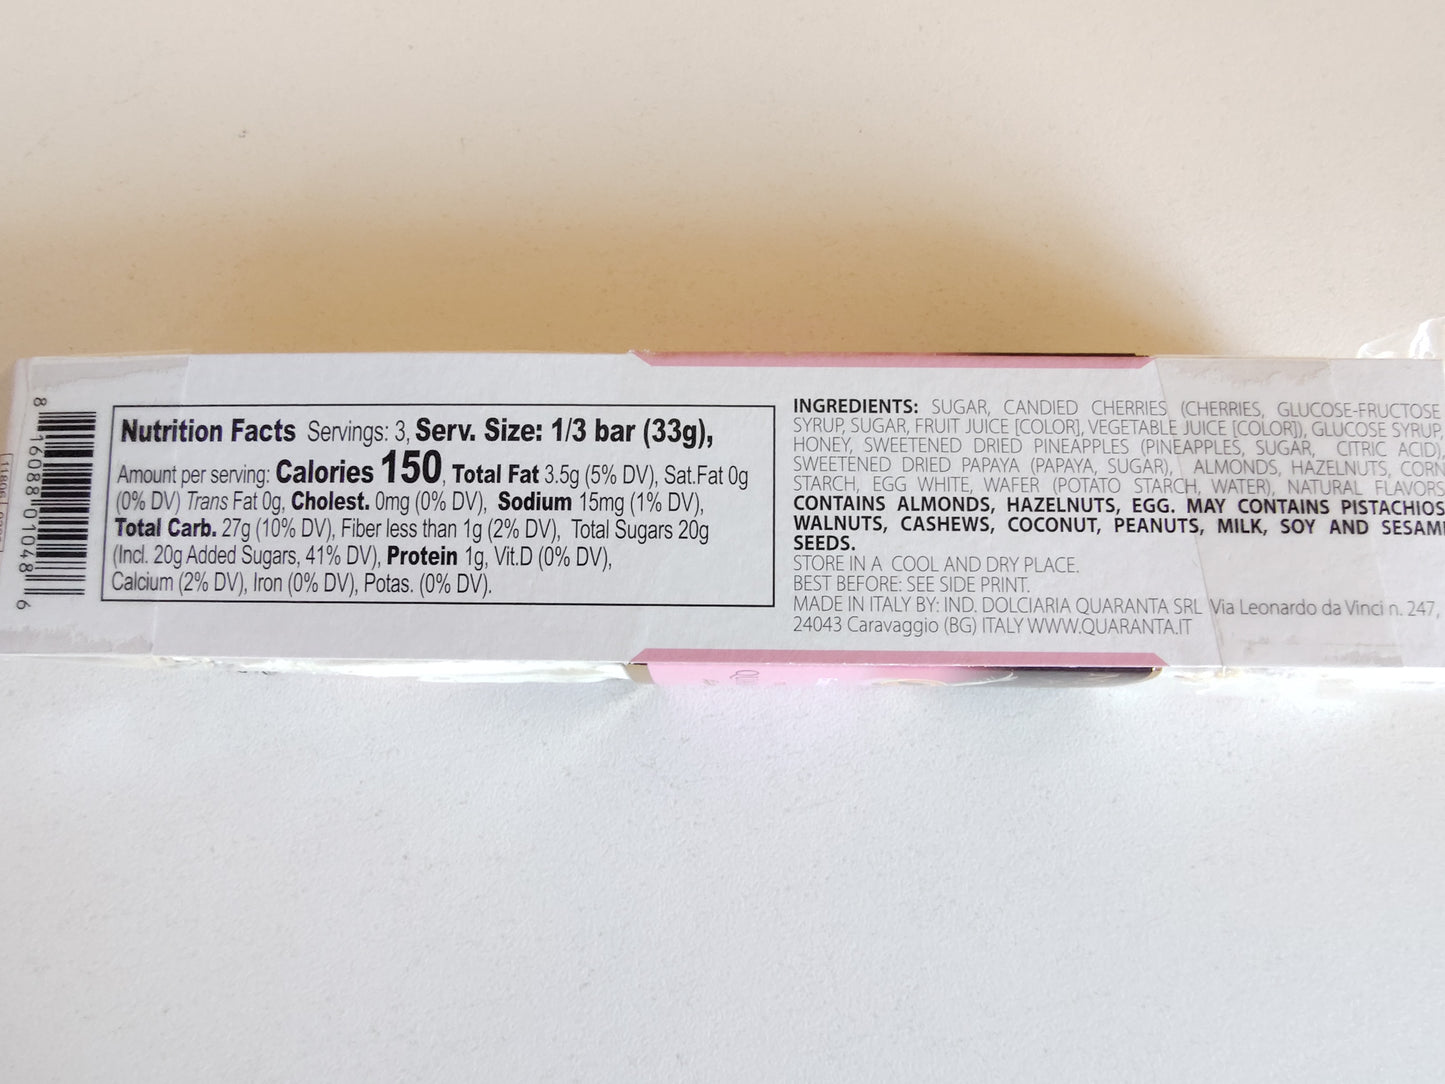 8 16088 01048 6
Nutrition Facts Servings: 3, Serv. Size: 1/3 bar (33g),
Amount per serving: Calories 150, Total Fat 3.5g (5% DV), Sat.Fat 0g
(0% DV) Trans Fat 0g, Cholest. 0mg (0% DV), Sodium 15mg (1% DV),
Total Carb. 27g (10% DV), Fiber less than 1g (2% DV), Total Sugars 20g
(Incl. 20g Added Sugars, 41% DV), Protein 1g, Vit.D (0% DV),
Calcium (2% DV), Iron (0% DV), Potas. (0% DV).
INGREDIENTS: SUGAR, CANDIED CHERRIES (CHERRIES, GLUCOSE-FRUCTOSE
SYRUP, SUGAR, FRUIT JUICE [COLOR], VEGETABLE JUICE [COLOR]), GLUCOSE SYRUP,
HONEY, SWEETENED DRIED PINEAPPLES (PINEAPPLES, SUGAR, CITRIC ACID),
SWEETENED DRIED PAPAYA (PAPAYA, SUGAR), ALMONDS, HAZELNUTS, CORN
STARCH, EGG WHITE, WAFER (POTATO STARCH, WATER), NATURAL FLAVORS
CONTAINS ALMONDS, HAZELNUTS, EGG. MAY CONTAINS PISTACHIOS
WALNUTS, CASHEWS, COCONUT, PEANUTS, MILK, SOY AND SESAM
SEEDS.
STORE IN A COOL AND DRY PLACE.
BEST BEFORE: SEE SIDE PRINT.
MADE IN ITALY BY: IND. DOLCIARIA QUARANTA SRL Via Leonardo da Vinci n. 247,
24043 Caravaggio (BG) ITALY WWW.QUARANTA.IT